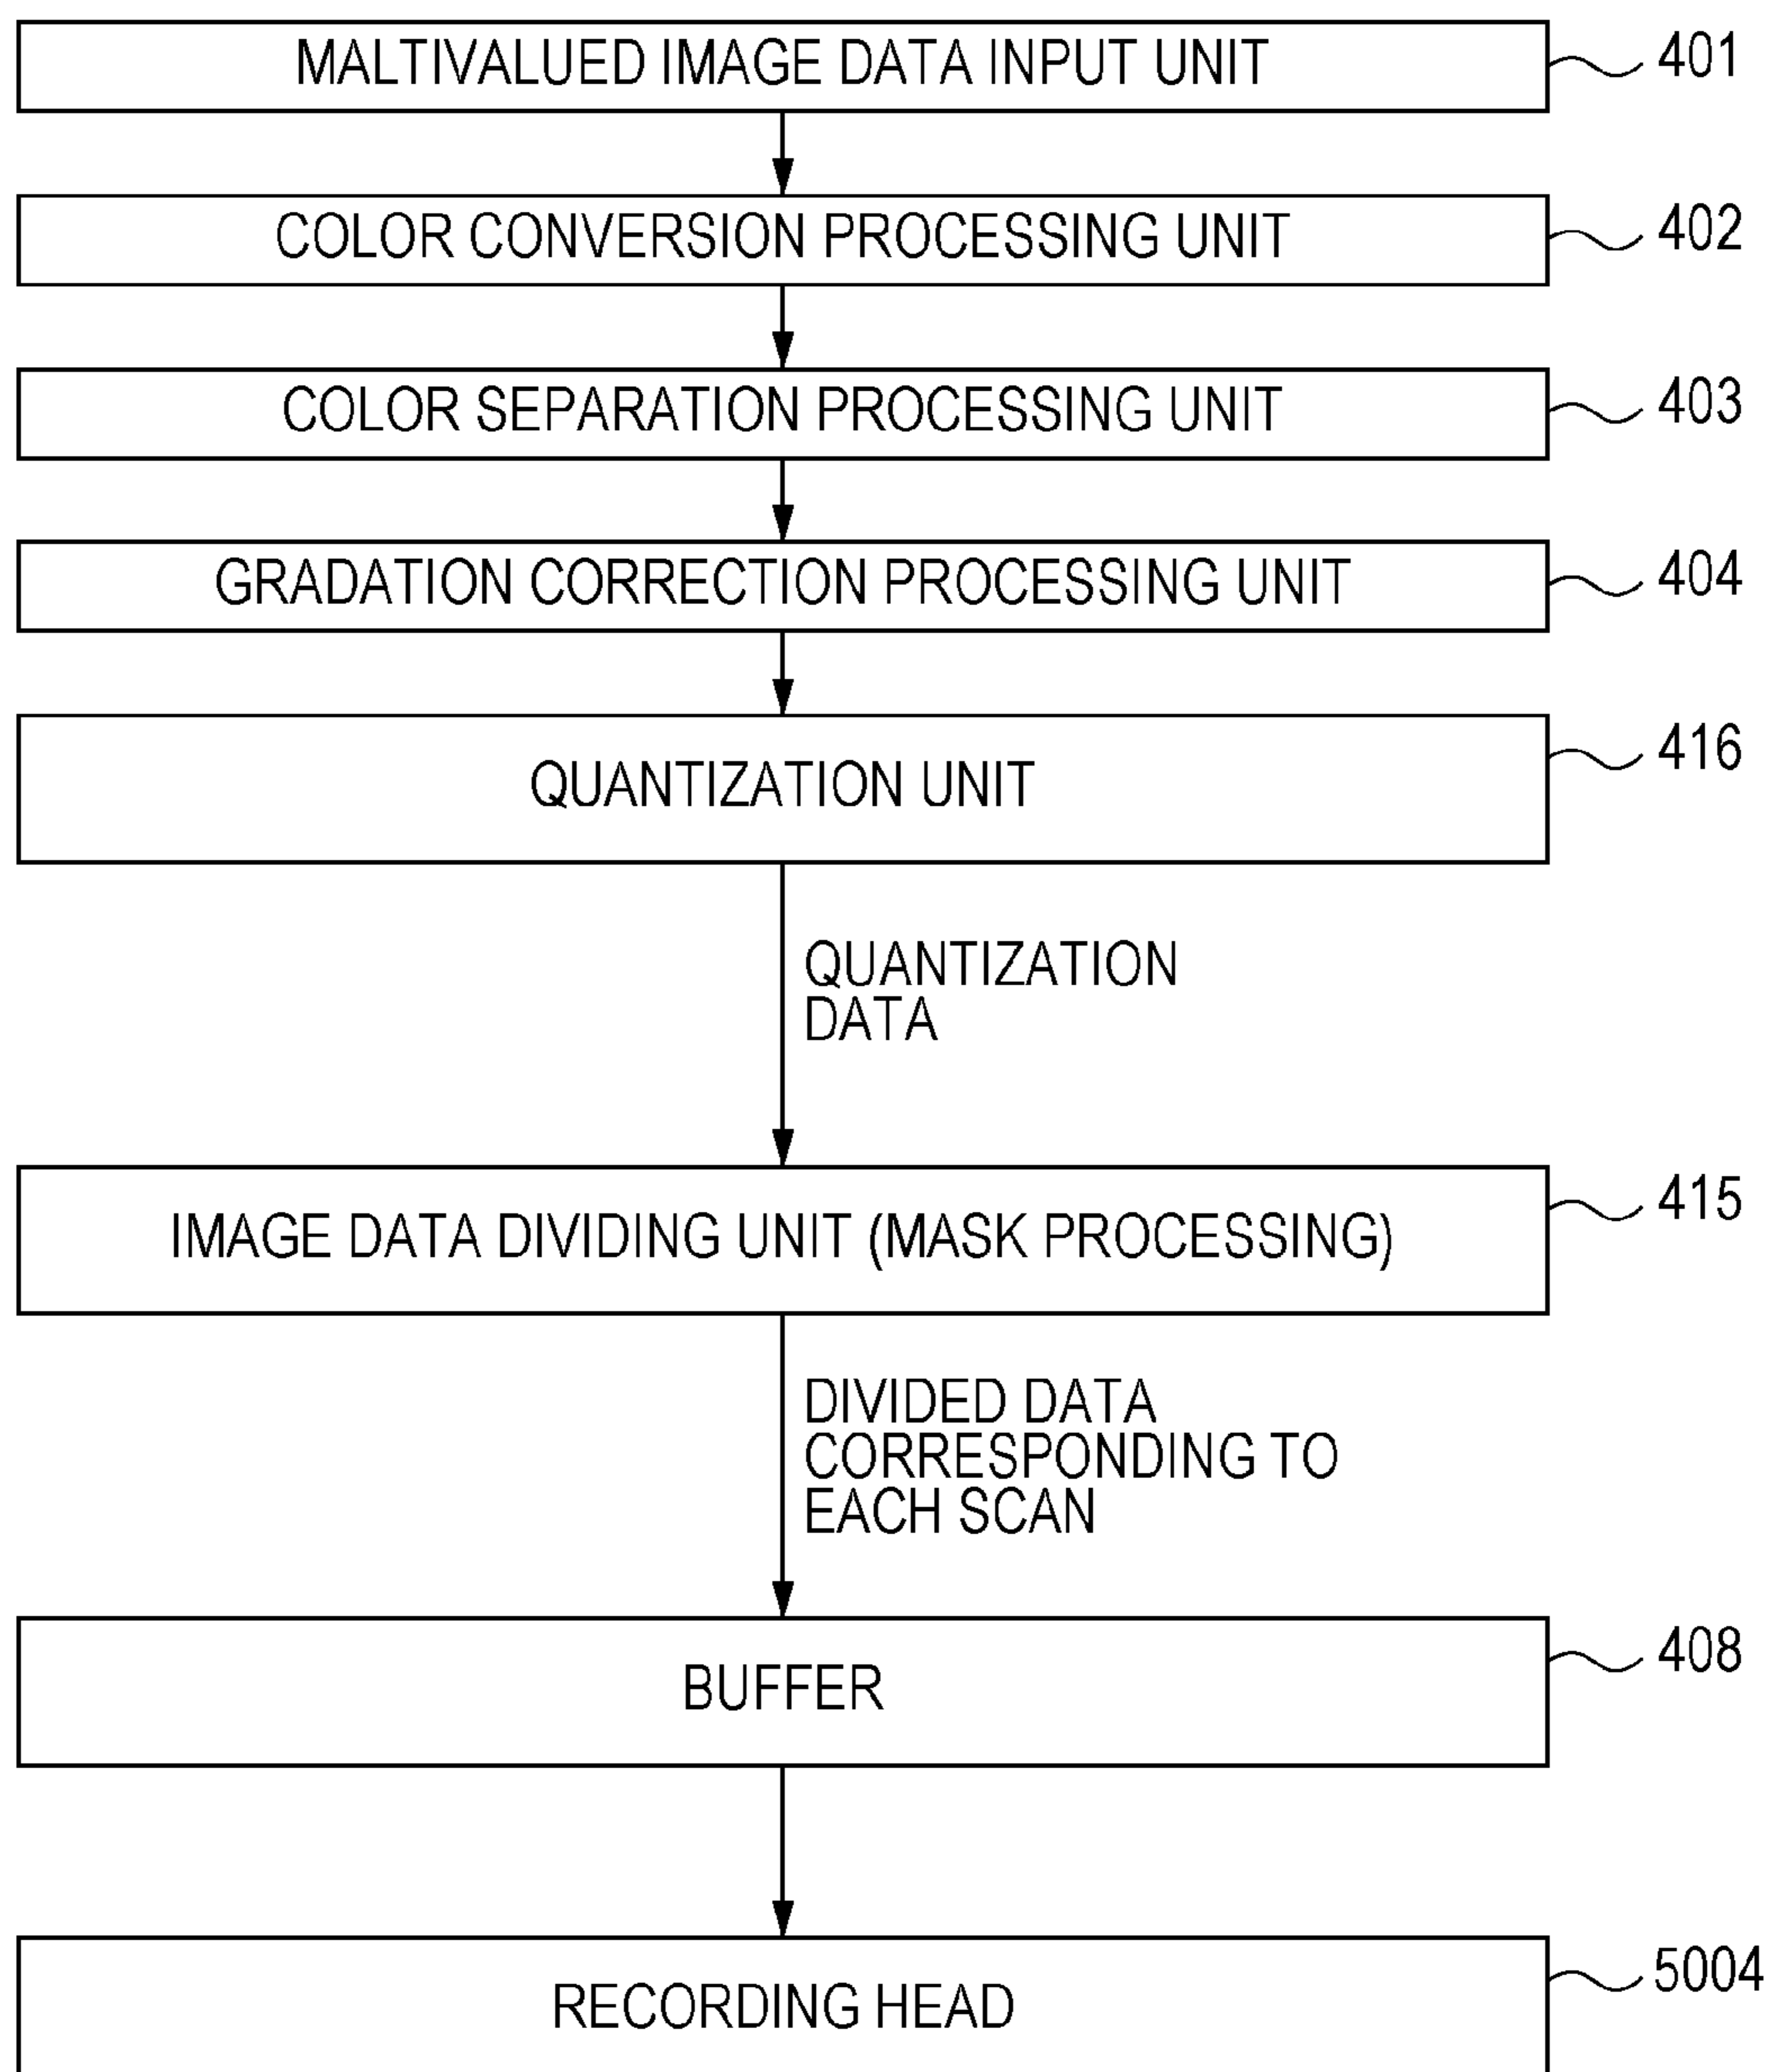 MALTIVALUED IMAGE DATA INPUT UNIT
401
COLOR CONVERSION PROCESSING UNIT
402
COLOR SEPARATION PROCESSING UNIT
403
GRADATION CORRECTION PROCESSING UNIT
404
QUANTIZATION UNIT
416
QUANTIZATION
DATA
IMAGE DATA DIVIDING UNIT (MASK PROCESSING)
415
DIVIDED DATA
CORRESPONDING TO
EACH SCAN
BUFFER
408
RECORDING HEAD
5004